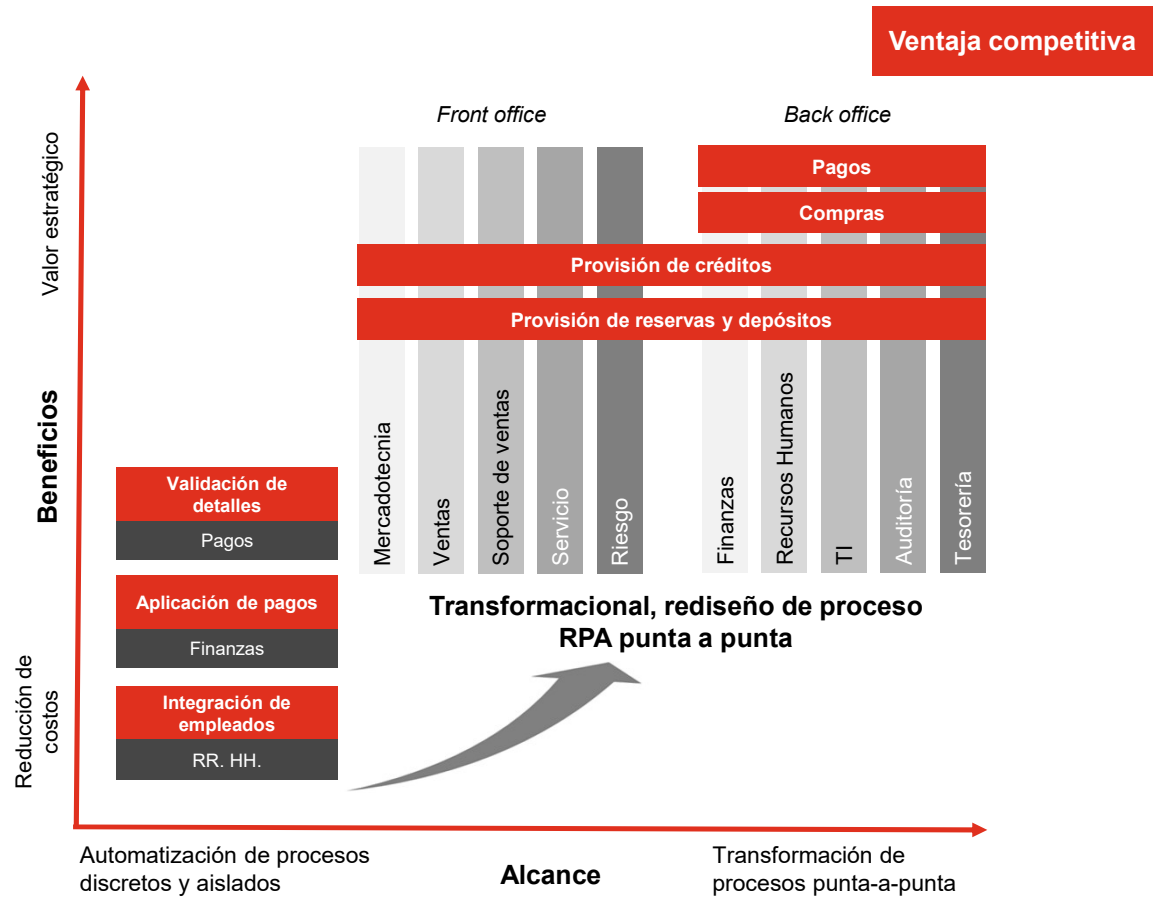 Ventaja competitiva
Front office
Back office
Valor estratégico
Beneficios
Reducción de
costos
Pagos
Compras
Provisión de créditos
Provisión de reservas y depósitos
Mercadotecnia
Ventas
Soporte de ventas
Servicio
Riesgo
Finanzas
Recursos Humanos
TI
Auditoría
Tesorería
Validación de
detalles
Pagos
Aplicación de pagos
Finanzas
Integración de
empleados
RR. HH.
Transformacional, rediseño de proceso
RPA punta a punta
Automatización de procesos
discretos y aislados
Alcance
Transformación de
procesos punta-a-punta